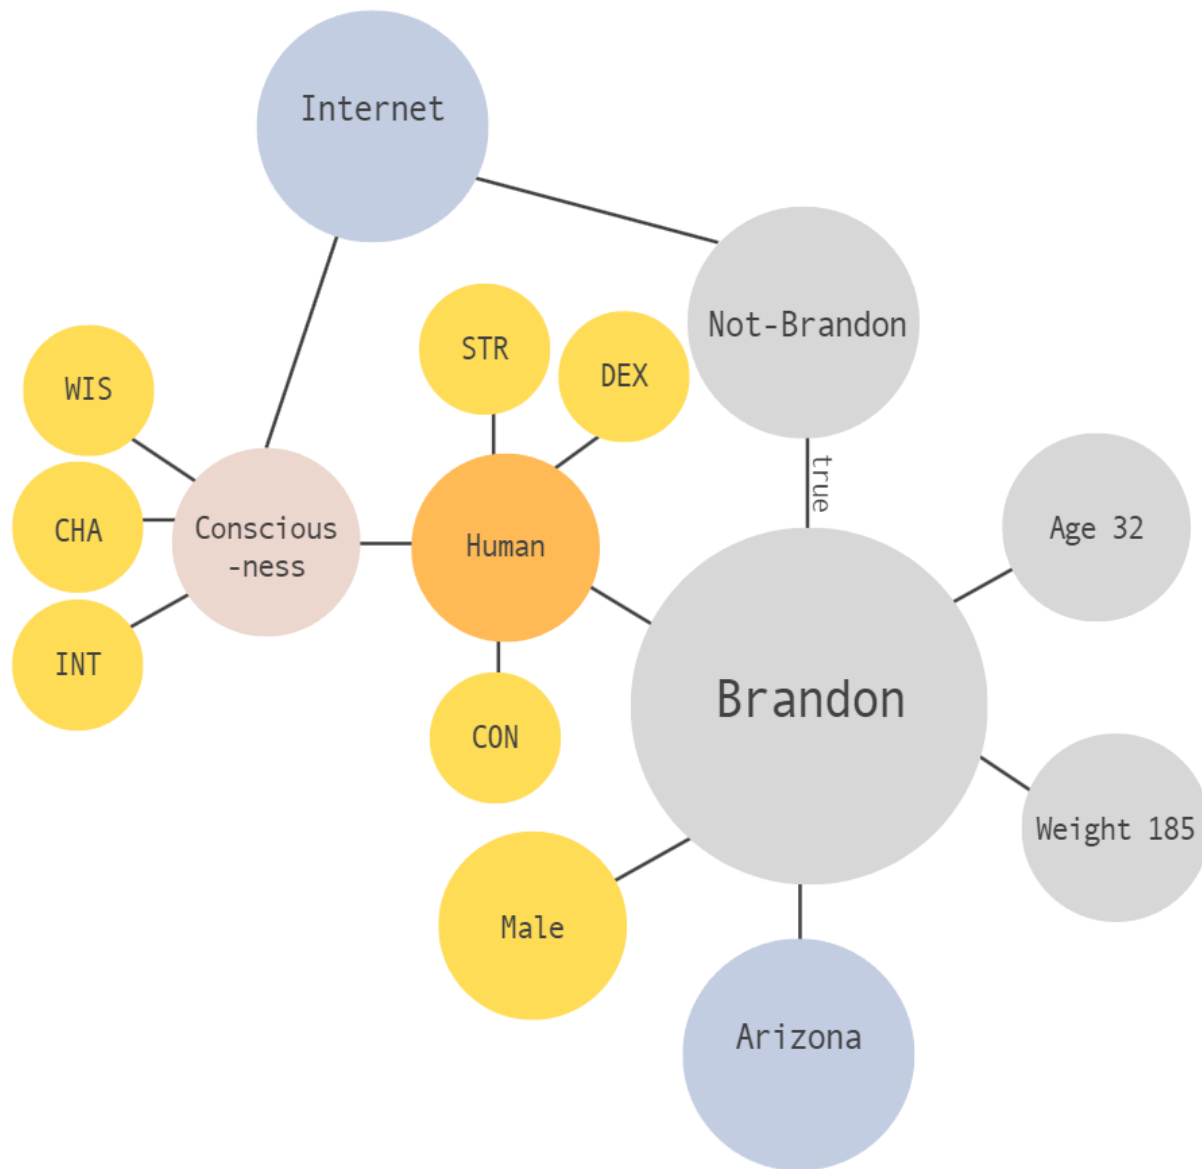 Internet
Not-Brandon
STR
DEX
WIS
true
CHA
Conscious
-ness
Human
Age 32
INT
Brandon
CON
Weight 185
Male
Arizona